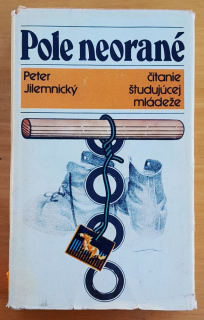 Pole neorané
Peter
Jilemnický
čítanie
študujúcej
mládeže